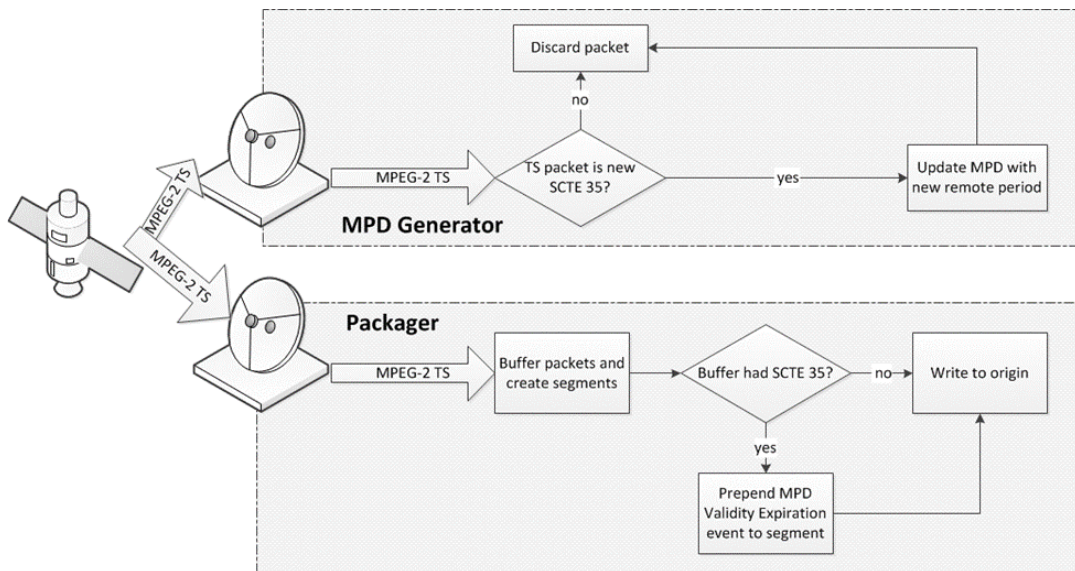 Discard packet
no
MPEG-2 TS
MPEG-2 TS
TS packet is new
SCTE 35?
yes
Update MPD with
new remote period
MPD Generator
MPEG-2 TS
Packager
MPEG-2 TS
Buffer packets and
create segments
Buffer had SCTE 35?
no
Write to origin
yes
Prepend MPD
Validity Expiration
event to segment